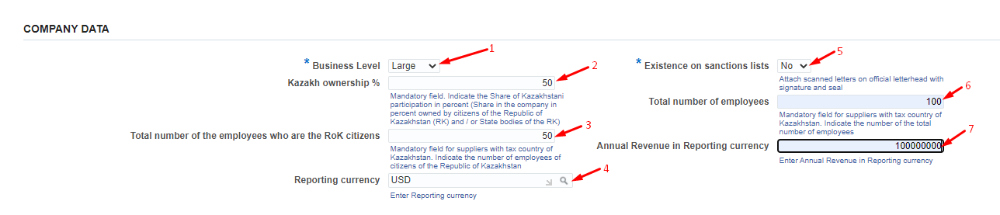 COMPANY DATA
* Business Level Large 1
Kazakh ownership % 50 2
Mandatory field. Indicate the Share of Kazakhstani
participation in percent (Share in the company in
percent owned by citizens of the Republic of
Kazakhstan (RK) and / or State bodies of the RK)
Total number of the employees who are the RoK citizens 50 3
Mandatory field for suppliers with tax country of
Kazakhstan. Indicate the number of employees of
citizens of the Republic of Kazakhstan
Reporting currency USD 4
Enter Reporting currency
* Existence on sanctions lists No 5
Attach scanned letters on official letterhead with
signature and seal
Total number of employees 100 6
Mandatory field for suppliers with tax country of
Kazakhstan. Indicate the number of the total
number of employees
Annual Revenue in Reporting currency 100000000 7
Enter Annual Revenue in Reporting currency